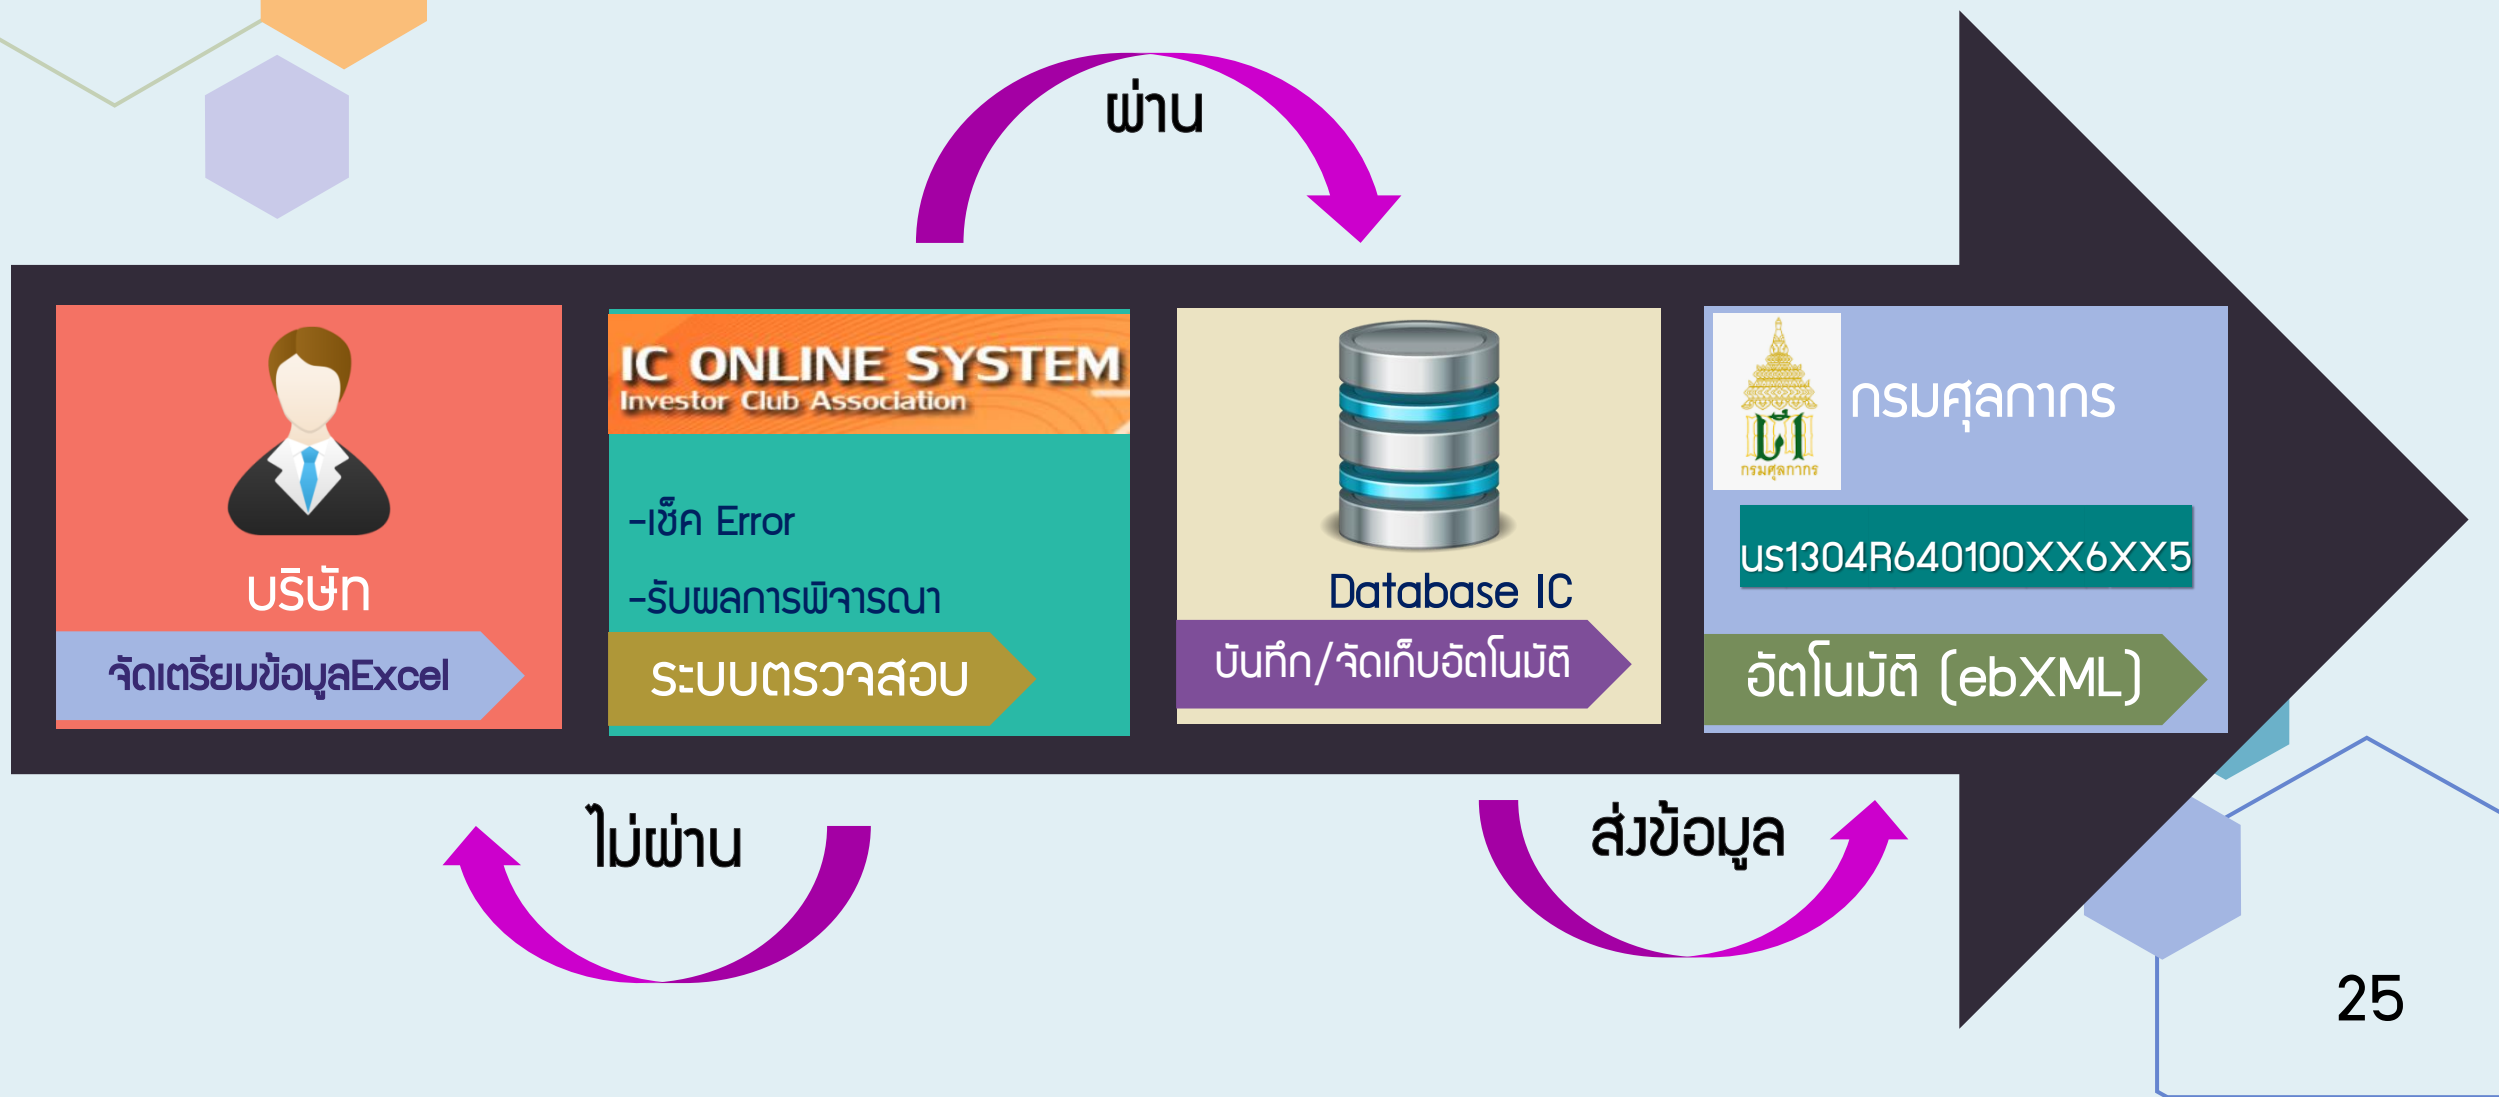 ผ่าน
บริษัท
จัดเตรียมข้อมูลExcel
IC ONLINE SYSTEM
Investor Club Association
-เช็ค Error
-รับผลการพิจารณา
ระบบตรวจสอบ
Database IC
บันทึก/จัดเก็บอัตโนมัติ
กรมศุลกากร
กรมศุลกากร
นร1304R640100XX6XX5
อัตโนมัติ (ebXML)
ไม่ผ่าน
ส่งข้อมูล
25